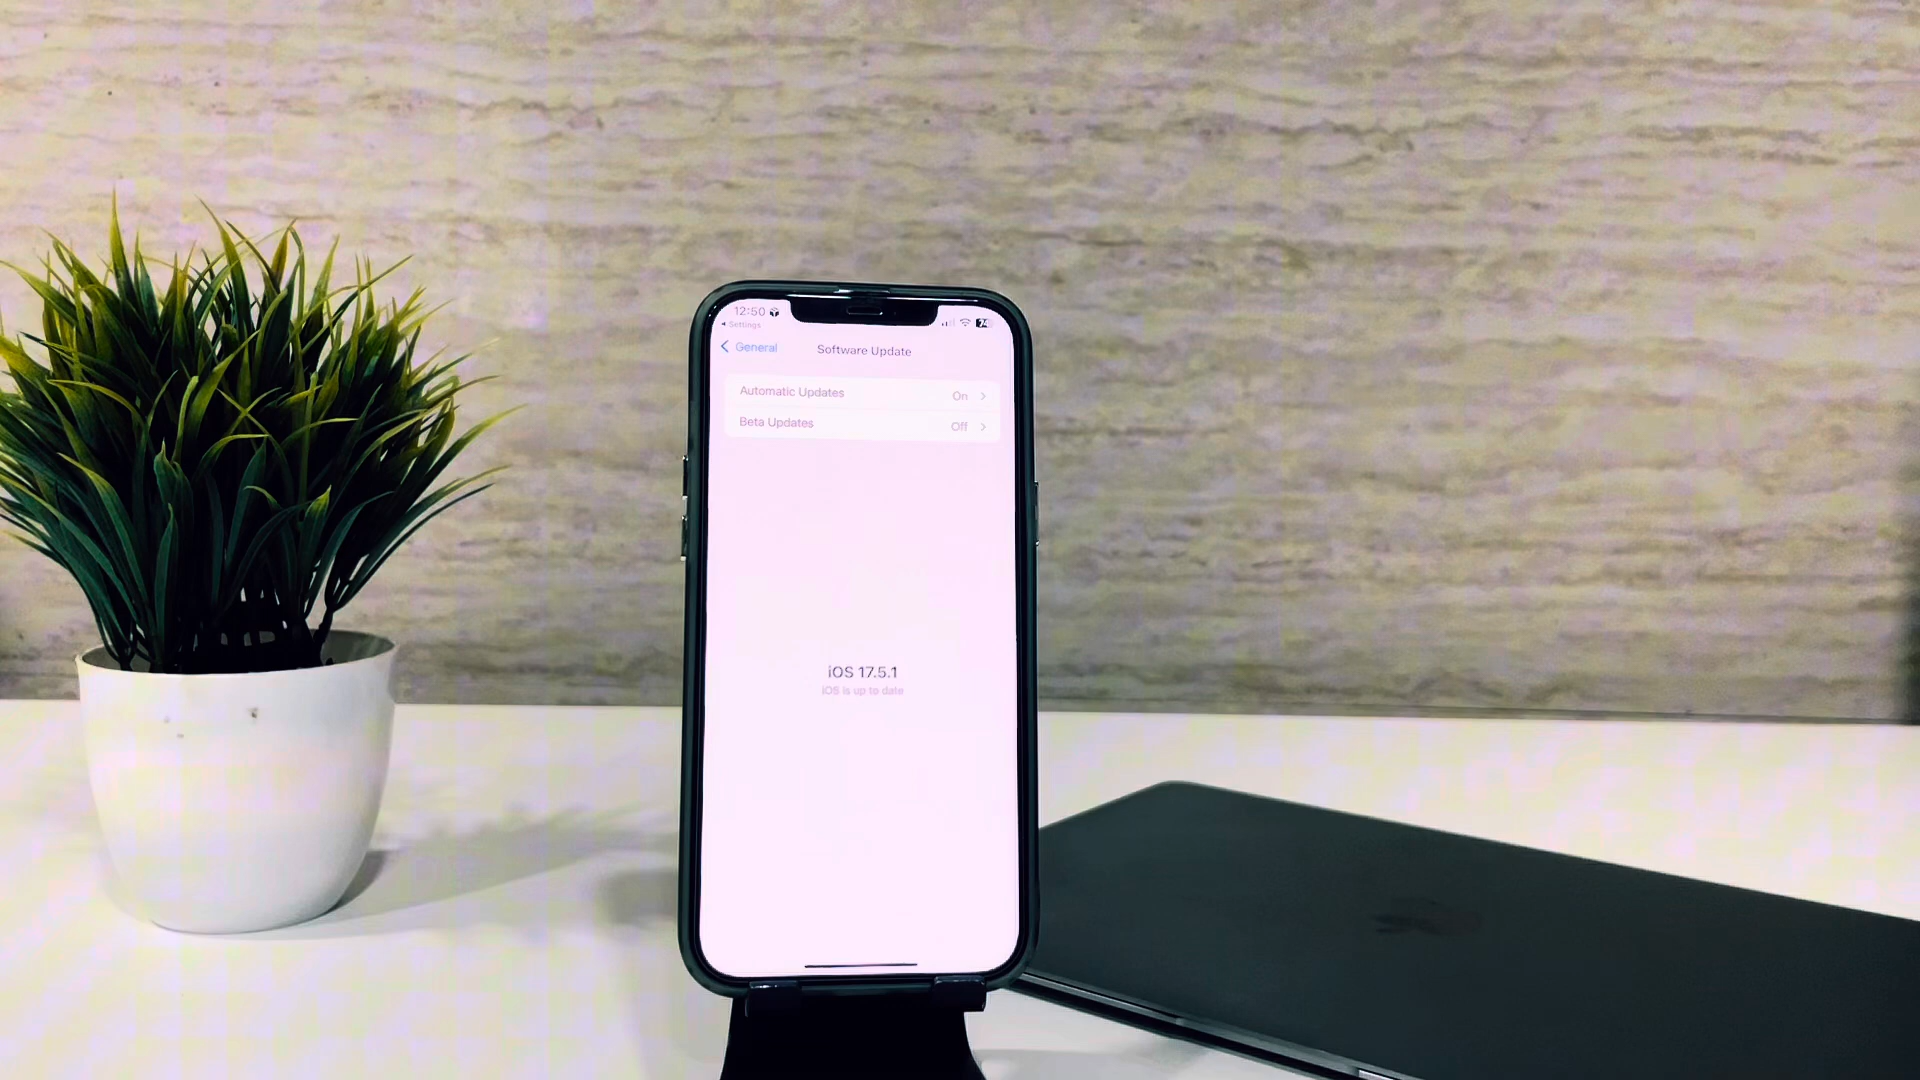 12:50
Settings
74
General
Software Update
Automatic Updates On
Beta Updates Off
iOS 17.5.1
iOS is up to date